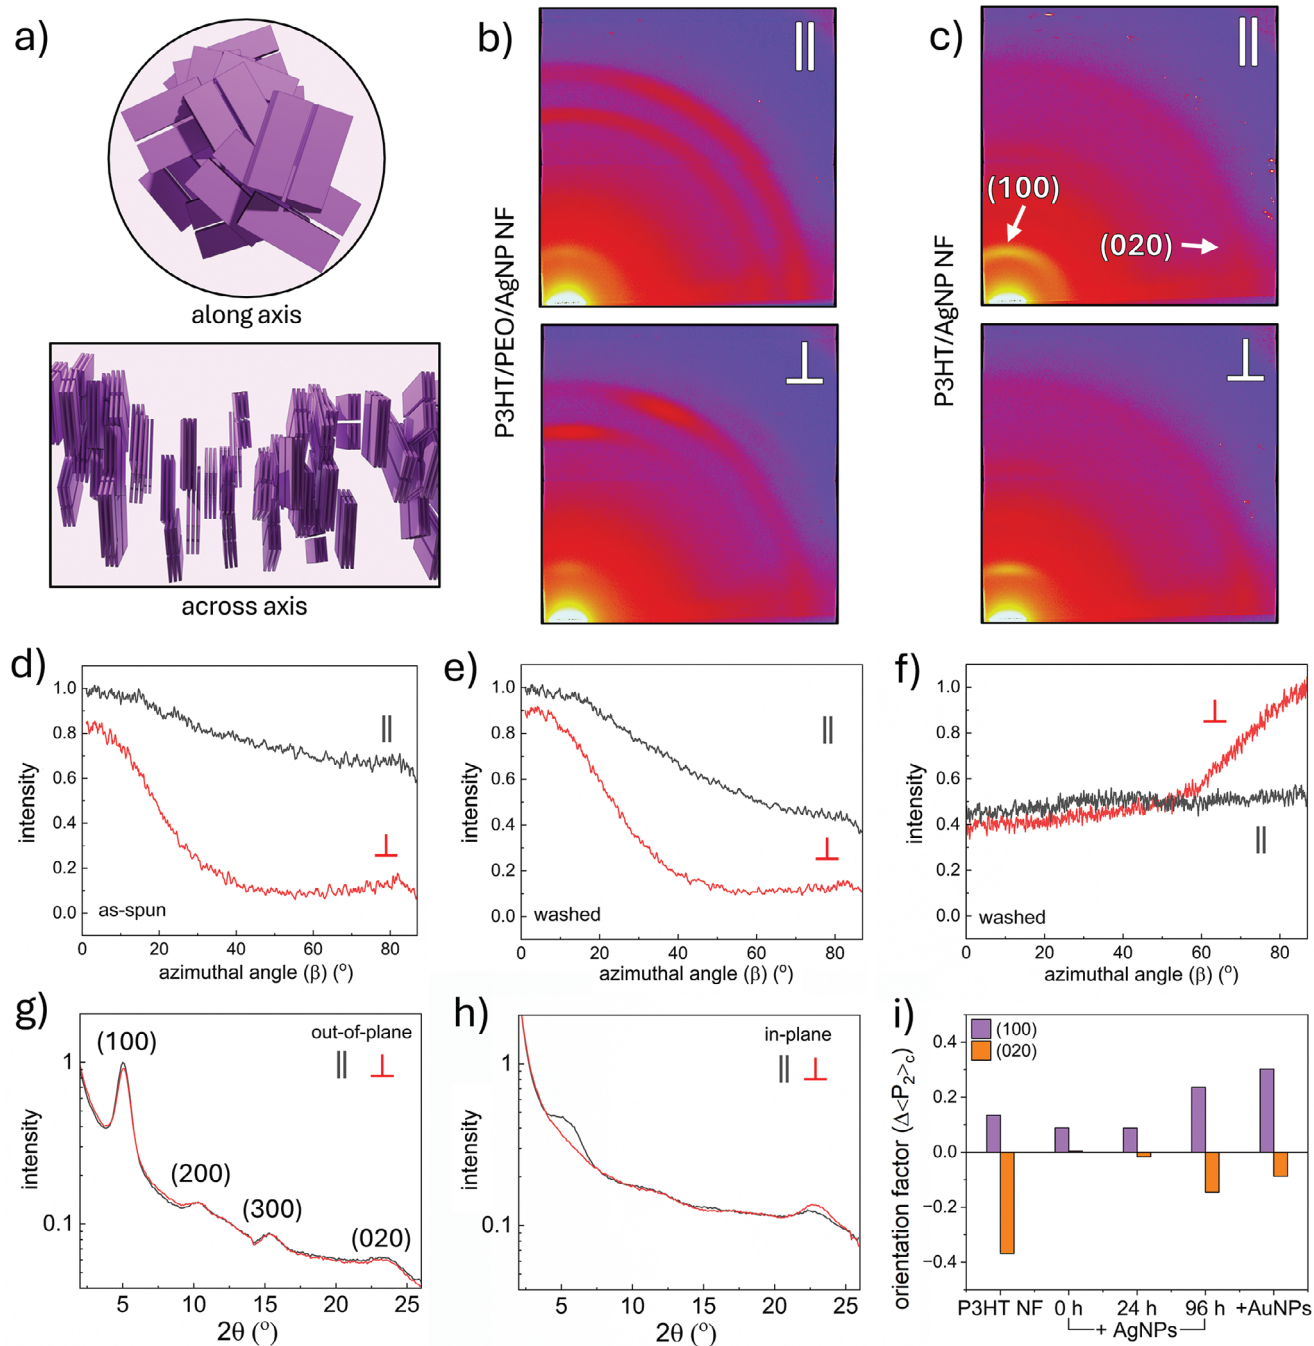 a)
along axis
across axis
b)
P3HT/PEO/AgNP NF
||
⊥
c)
P3HT/AgNP NF
||
(100)
(020)
⊥
d)
intensity
1.0
0.8
0.6
0.4
0.2
0.0
||
⊥
as-spun
0 20 40 60 80
azimuthal angle (β) (°)
e)
intensity
1.0
0.8
0.6
0.4
0.2
0.0
||
⊥
washed
0 20 40 60 80
azimuthal angle (β) (°)
f)
intensity
1.0
0.8
0.6
0.4
0.2
0.0
⊥
||
washed
0 20 40 60 80
azimuthal angle (β) (°)
g)
intensity
1
0.1
(100)
out-of-plane
|| ⊥
(200)
(300)
(020)
5 10 15 20 25
2θ (°)
h)
intensity
1
0.1
in-plane
|| ⊥
5 10 15 20 25
2θ (°)
i)
orientation factor (Δ<P₂>c)
0.4
0.2
0.0
−0.2
−0.4
(100)
(020)
P3HT NF 0 h 24 h 96 h +AuNPs
+ AgNPs